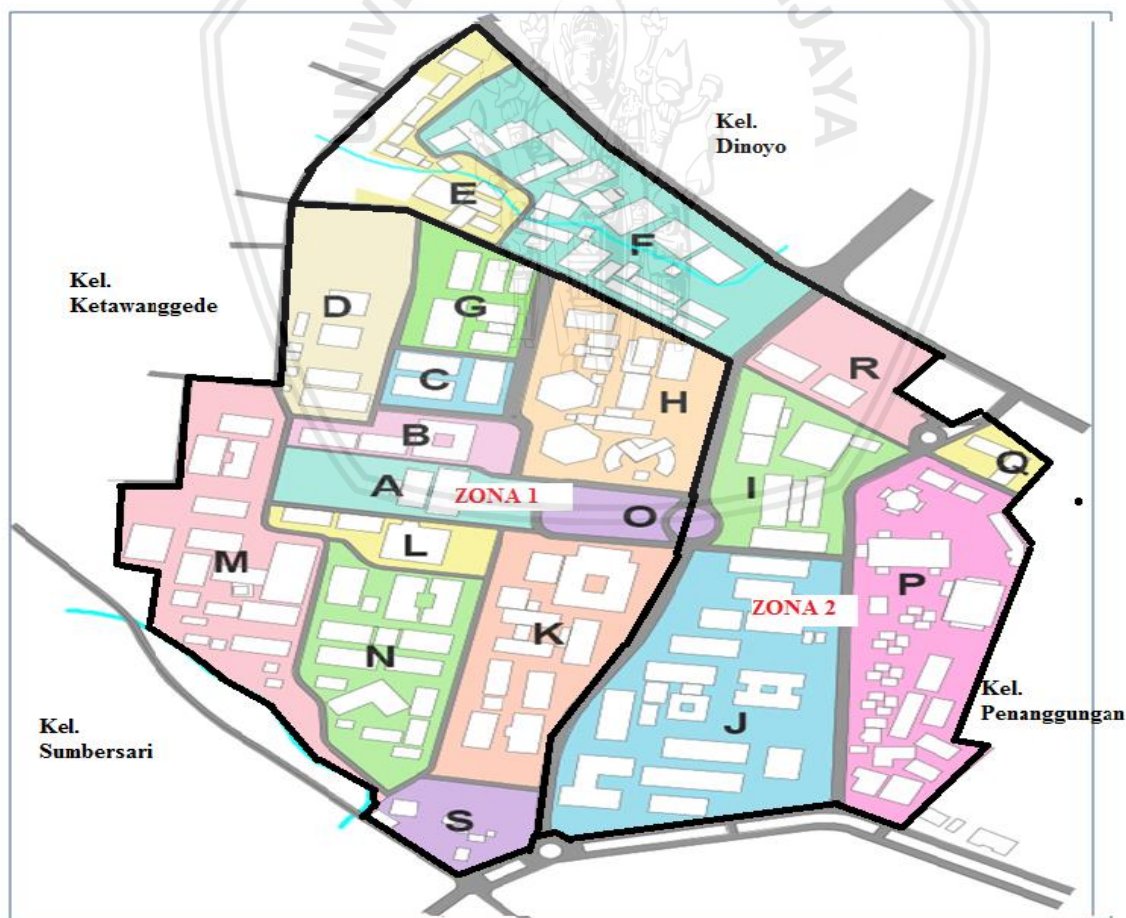 Kel.
Dinoyo
E
F
Kel.
Ketawanggede
D
G
R
C
H
B
Q
A
ZONA 1
I
O
L
M
P
ZONA 2
K
N
Kel.
Penanggungan
J
Kel.
Sumbersari
S